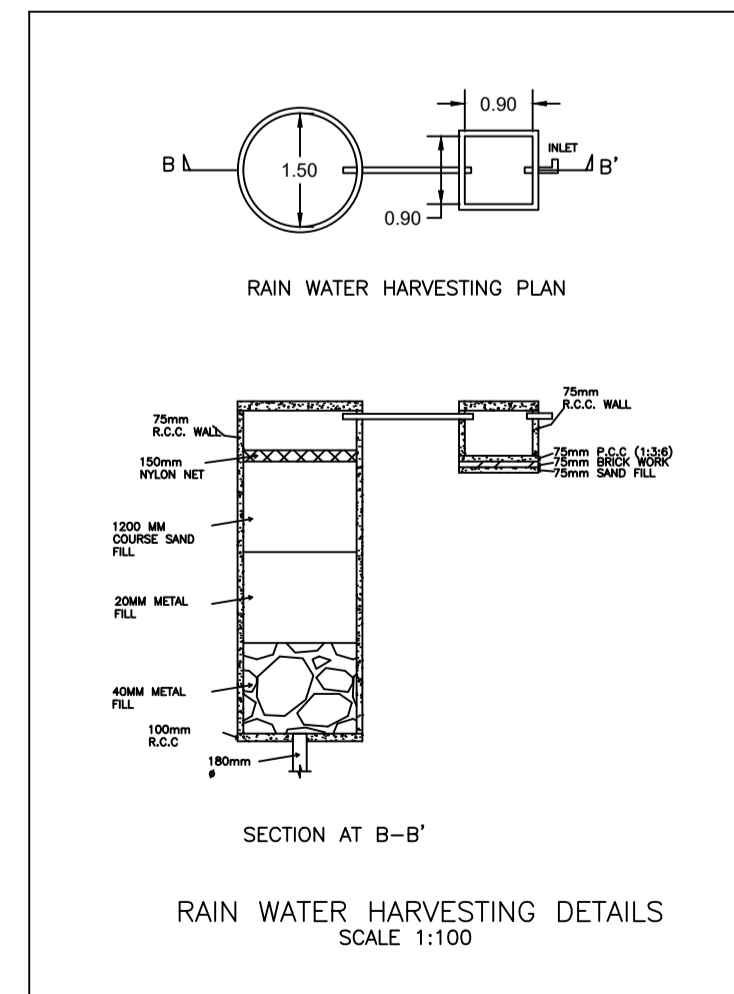 0.90
B
1.50
INLET
B'
0.90
RAIN WATER HARVESTING PLAN
75mm
R.C.C. WALL
150mm
NYLON NET
1200 MM
COURSE SAND
FILL
20MM METAL
FILL
40MM METAL
FILL
100mm
R.C.C
180mm
ø
75mm
R.C.C. WALL
75mm P.C.C (1:3:6)
75mm BRICK WORK
75mm SAND FILL
SECTION AT B-B'
RAIN WATER HARVESTING DETAILS
SCALE 1:100